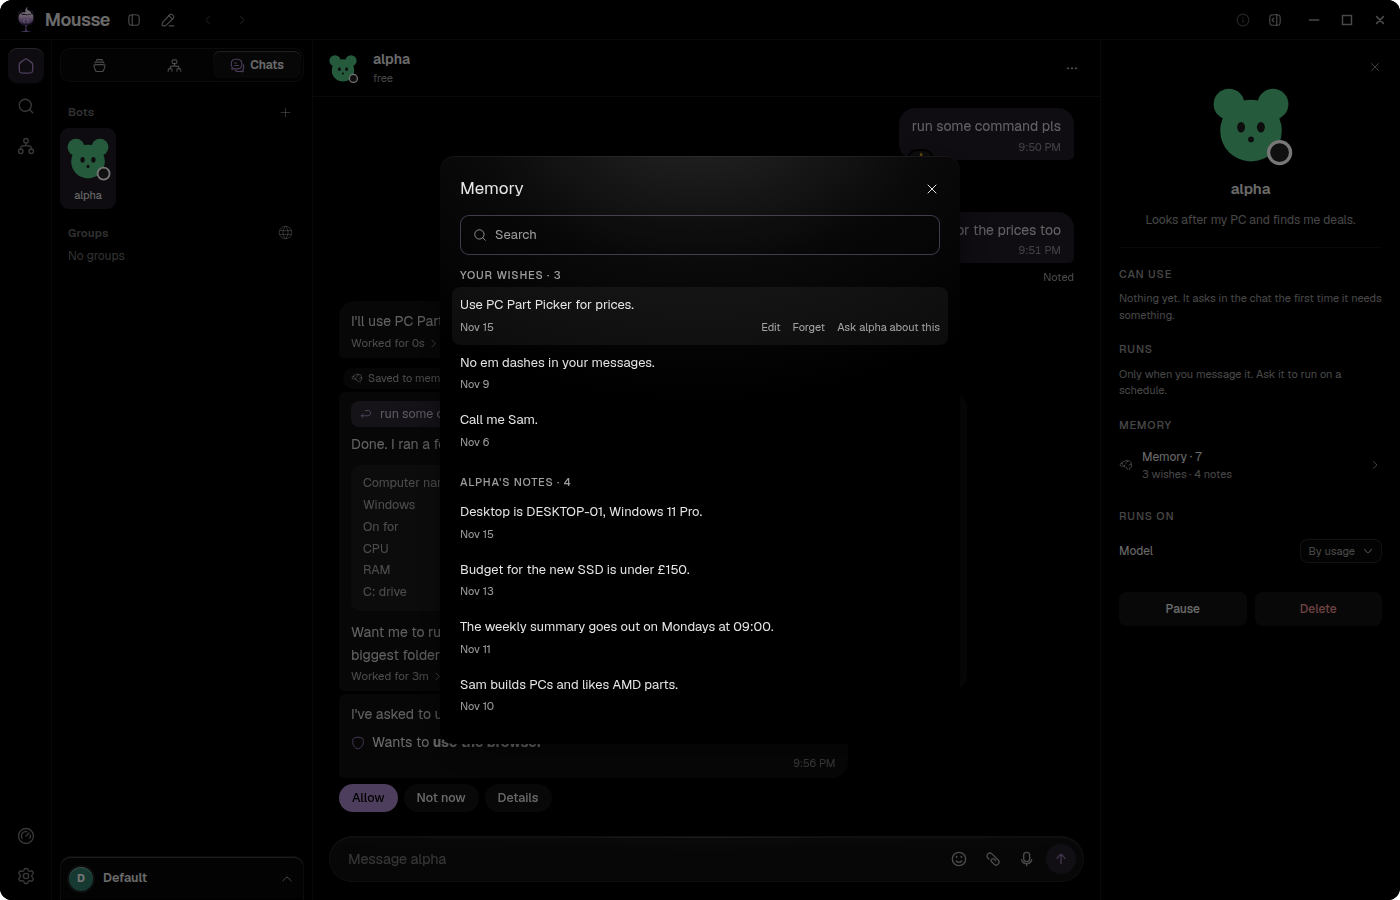 Mousse
Chats
Bots
alpha
Groups
No groups
D
Default
alpha
free
run some command pls
9:50 PM
or the prices too
9:51 PM
Noted
I'll use PC Part
Worked for 0s
Saved to mem
run some
Done. I ran a
Computer
Windows
On for
CPU
RAM
C: drive
Want me to
biggest folder
Worked for 3m
I've asked to
Wants to use the browser
9:56 PM
Allow
Not now
Details
Message alpha
Memory
Search
YOUR WISHES · 3
Use PC Part Picker for prices.
Nov 15
Edit
Forget
Ask alpha about this
No em dashes in your messages.
Nov 9
Call me Sam.
Nov 6
ALPHA'S NOTES · 4
Desktop is DESKTOP-01, Windows 11 Pro.
Nov 15
Budget for the new SSD is under £150.
Nov 13
The weekly summary goes out on Mondays at 09:00.
Nov 11
Sam builds PCs and likes AMD parts.
Nov 10
alpha
Looks after my PC and finds me deals.
CAN USE
Nothing yet. It asks in the chat the first time it needs
something.
RUNS
Only when you message it. Ask it to run on a
schedule.
MEMORY
Memory · 7
3 wishes · 4 notes
RUNS ON
Model
By usage
Pause
Delete